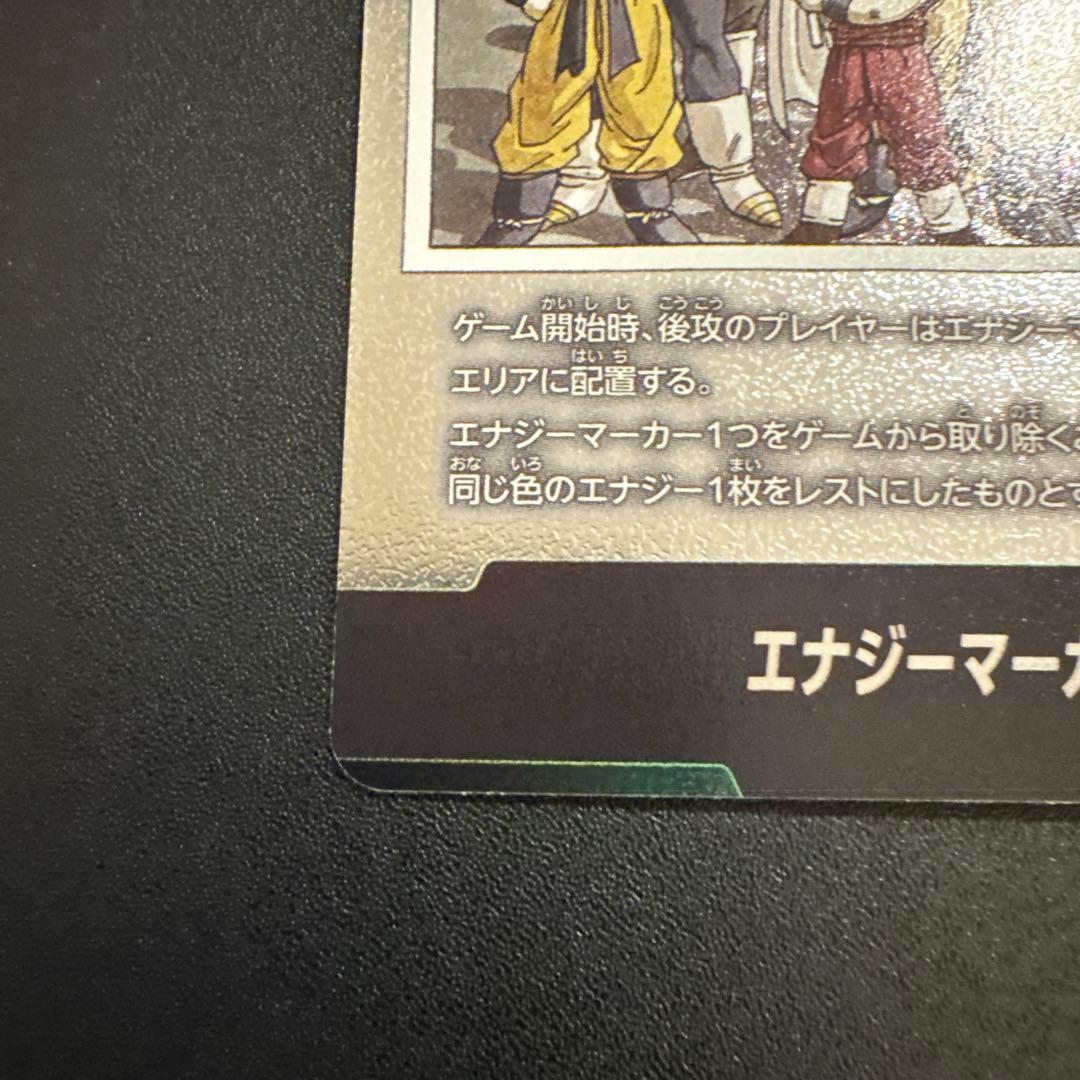 ゲーム開始時、後攻のプレイヤーはエナジーマ
エリアに配置する。
エナジーマーカー1つをゲームから取り除く
同じ色のエナジー1枚をレストにしたものとす
エナジーマーカ